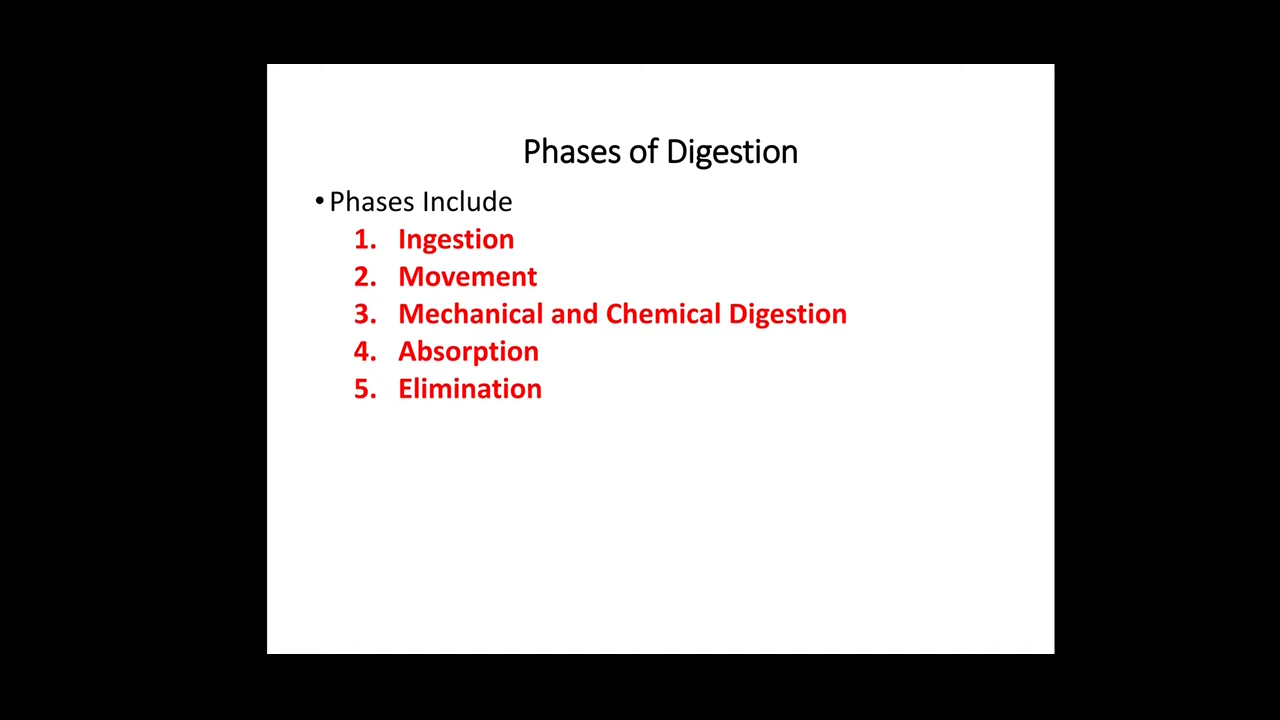 Phases of Digestion
• Phases Include
1. Ingestion
2. Movement
3. Mechanical and Chemical Digestion
4. Absorption
5. Elimination